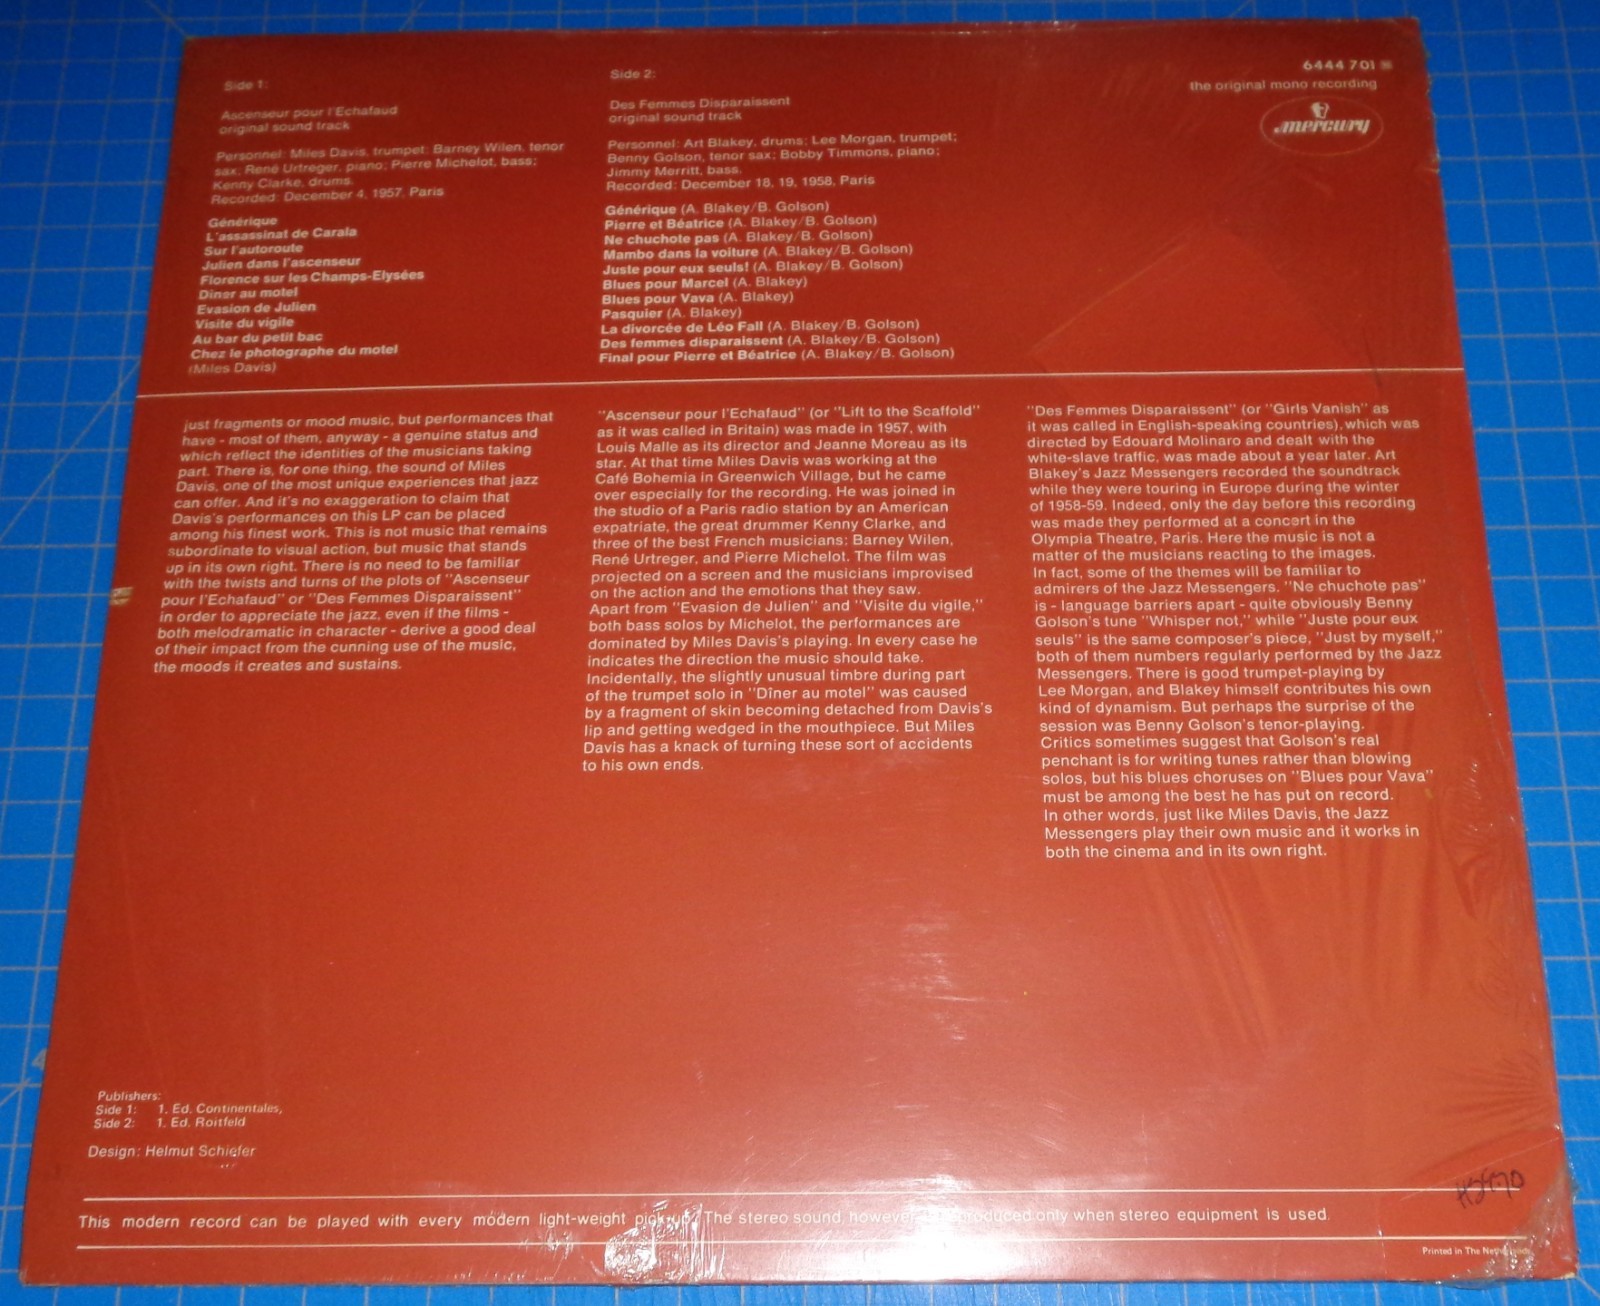 Side 1:
Ascenseur pour l'Echafaud
original sound track
Personnel: Miles Davis, trumpet: Barney Wilen, tenor
sax; René Urtreger, piano; Pierre Michelot, bass;
Kenny Clarke, drums.
Recorded: December 4, 1957, Paris
Générique
L'assassinat de Carala
Sur l'autoroute
Julien dans l'ascenseur
Florence sur les Champs-Elysées
Dîner au motel
Evasion de Julien
Visite du vigile
Au bar du petit bac
Chez le photographe du motel
(Miles Davis)
Side 2:
Des Femmes Disparaissent
original sound track
Personnel: Art Blakey, drums; Lee Morgan, trumpet;
Benny Golson, tenor sax; Bobby Timmons, piano;
Jimmy Merritt, bass.
Recorded: December 18, 19, 1958, Paris
Générique (A. Blakey/B. Golson)
Pierre et Béatrice (A. Blakey/B. Golson)
Ne chuchote pas (A. Blakey/B. Golson)
Mambo dans la voiture (A. Blakey/B. Golson)
Juste pour eux seuls! (A. Blakey/B. Golson)
Blues pour Marcel (A. Blakey)
Blues pour Vava (A. Blakey)
Pasquier (A. Blakey)
La divorcée de Léo Fall (A. Blakey/B. Golson)
Des femmes disparaissent (A. Blakey/B. Golson)
Final pour Pierre et Béatrice (A. Blakey/B. Golson)
6444 701
the original mono recording
mercury
just fragments or mood music, but performances that
have - most of them, anyway - a genuine status and
which reflect the identities of the musicians taking
part. There is, for one thing, the sound of Miles
Davis, one of the most unique experiences that jazz
can offer. And it's no exaggeration to claim that
Davis's performances on this LP can be placed
among his finest work. This is not music that remains
subordinate to visual action, but music that stands
up in its own right. There is no need to be familiar
with the twists and turns of the plots of "Ascenseur
pour l'Echafaud" or "Des Femmes Disparaissent"
in order to appreciate the jazz, even if the films -
both melodramatic in character - derive a good deal
of their impact from the cunning use of the music,
the moods it creates and sustains.
"Ascenseur pour l'Echafaud" (or "Lift to the Scaffold"
as it was called in Britain) was made in 1957, with
Louis Malle as its director and Jeanne Moreau as its
star. At that time Miles Davis was working at the
Café Bohemia in Greenwich Village, but he came
over especially for the recording. He was joined in
the studio of a Paris radio station by an American
expatriate, the great drummer Kenny Clarke, and
three of the best French musicians: Barney Wilen,
René Urtreger, and Pierre Michelot. The film was
projected on a screen and the musicians improvised
on the action and the emotions that they saw.
Apart from "Evasion de Julien" and "Visite du vigile,"
both bass solos by Michelot, the performances are
dominated by Miles Davis's playing. In every case he
indicates the direction the music should take.
Incidentally, the slightly unusual timbre during part
of the trumpet solo in "Dîner au motel" was caused
by a fragment of skin becoming detached from Davis's
lip and getting wedged in the mouthpiece. But Miles
Davis has a knack of turning these sort of accidents
to his own ends.
"Des Femmes Disparaissent" (or "Girls Vanish" as
it was called in English-speaking countries), which was
directed by Edouard Molinaro and dealt with the
white-slave traffic, was made about a year later. Art
Blakey's Jazz Messengers recorded the soundtrack
while they were touring in Europe during the winter
of 1958-59. Indeed, only the day before this recording
was made they performed at a concert in the
Olympia Theatre, Paris. Here the music is not a
matter of the musicians reacting to the images.
In fact, some of the themes will be familiar to
admirers of the Jazz Messengers. "Ne chuchote pas"
is - language barriers apart - quite obviously Benny
Golson's tune "Whisper not," while "Juste pour eux
seuls" is the same composer's piece, "Just by myself,"
both of them numbers regularly performed by the Jazz
Messengers. There is good trumpet-playing by
Lee Morgan, and Blakey himself contributes his own
kind of dynamism. But perhaps the surprise of the
session was Benny Golson's tenor-playing.
Critics sometimes suggest that Golson's real
penchant is for writing tunes rather than blowing
solos, but his blues choruses on "Blues pour Vava"
must be among the best he has put on record.
In other words, just like Miles Davis, the Jazz
Messengers play their own music and it works in
both the cinema and in its own right.
Publishers:
Side 1: 1. Ed. Continentales,
Side 2: 1. Ed. Roitfeld
Design: Helmut Schiefer
This modern record can be played with every modern light-weight pick-up. The stereo sound, however only when stereo equipment is used.
Printed in The